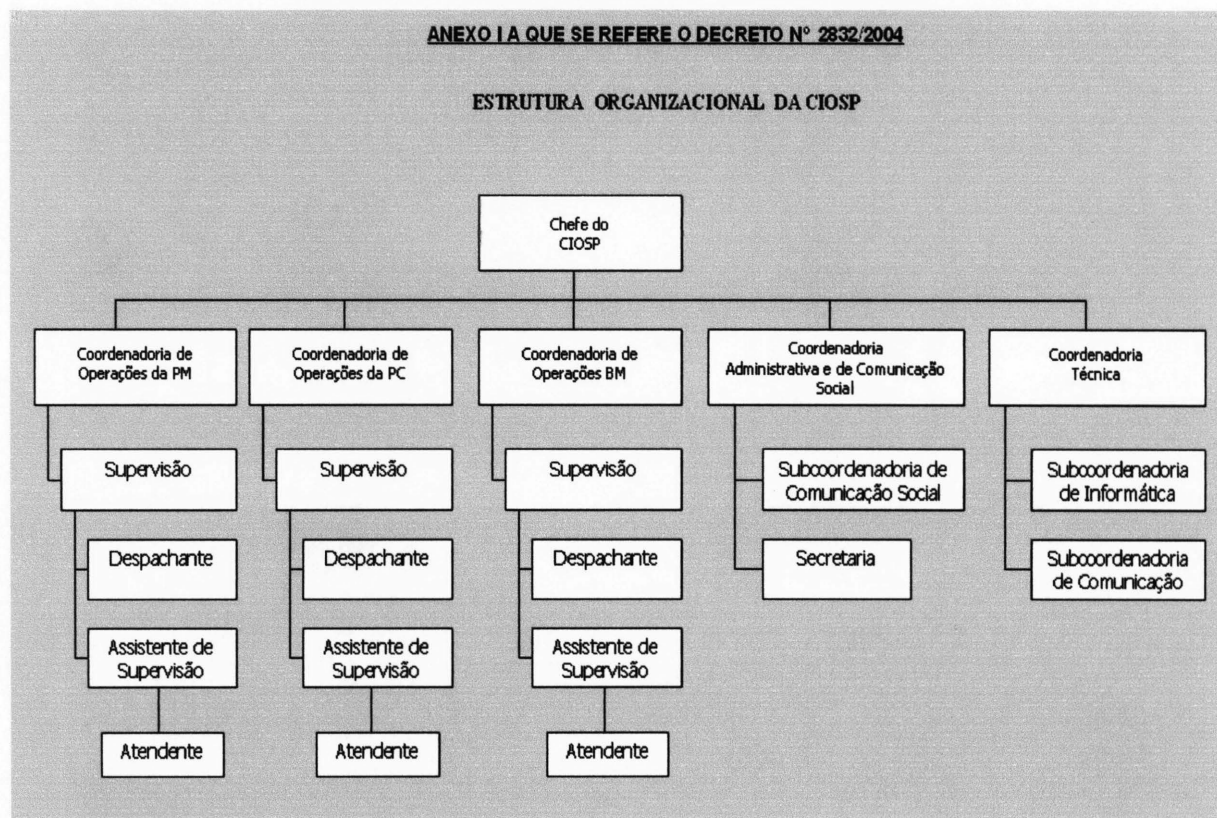 ANEXO I A QUE SE REFERE O DECRETO Nº 2832/2004
ESTRUTURA ORGANIZACIONAL DA CIOSP
Chefe do
CIOSP
Coordenadoria de
Operações da PM
Coordenadoria de
Operações da PC
Coordenadoria de
Operações BM
Coordenadoria
Administrativa e de Comunicação
Social
Coordenadoria
Técnica
Supervisão
Supervisão
Supervisão
Subcoordenadoria de
Comunicação Social
Subcoordenadoria
de Informática
Despachante
Despachante
Despachante
Secretaria
Subcoordenadoria
de Comunicação
Assistente de
Supervisão
Assistente de
Supervisão
Assistente de
Supervisão
Atendente
Atendente
Atendente